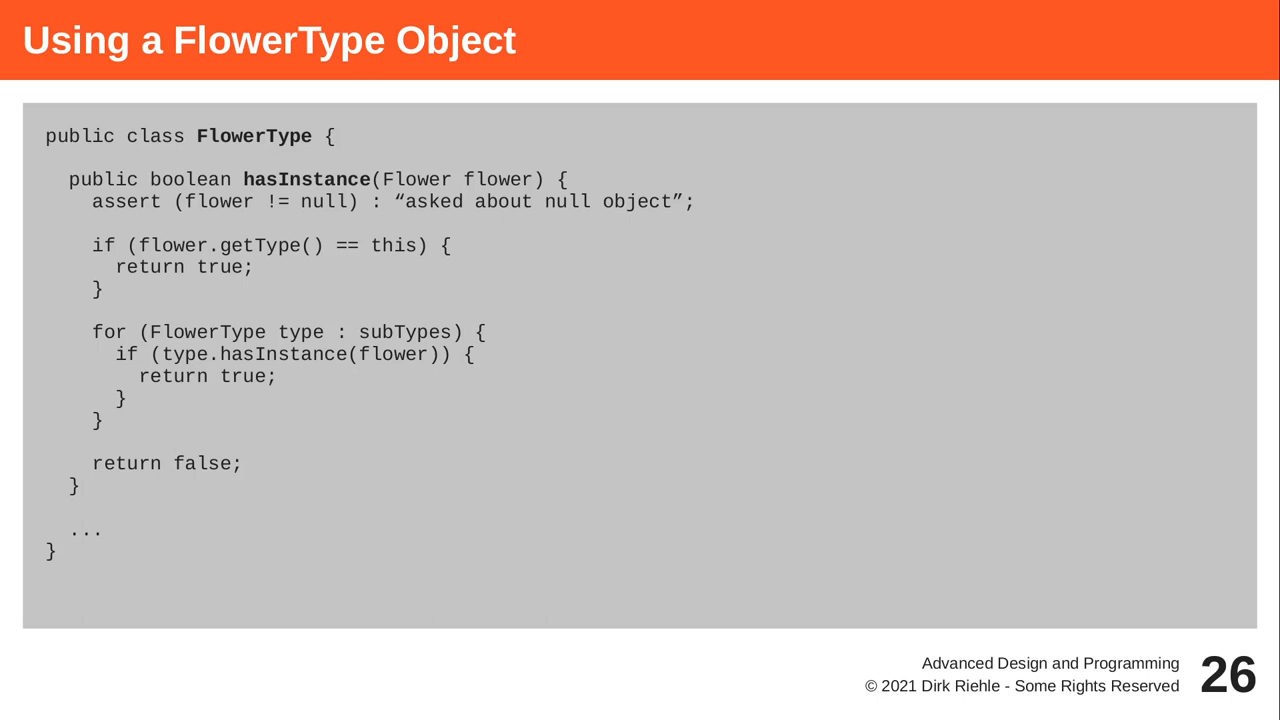 Using a FlowerType Object
public class FlowerType {
public boolean hasInstance(Flower flower) {
assert (flower != null) : “asked about null object”;
if (flower.getType() == this) {
return true;
}
for (FlowerType type : subTypes) {
if (type.hasInstance(flower)) {
return true;
}
}
return false;
}
...
}
Advanced Design and Programming
© 2021 Dirk Riehle - Some Rights Reserved
26